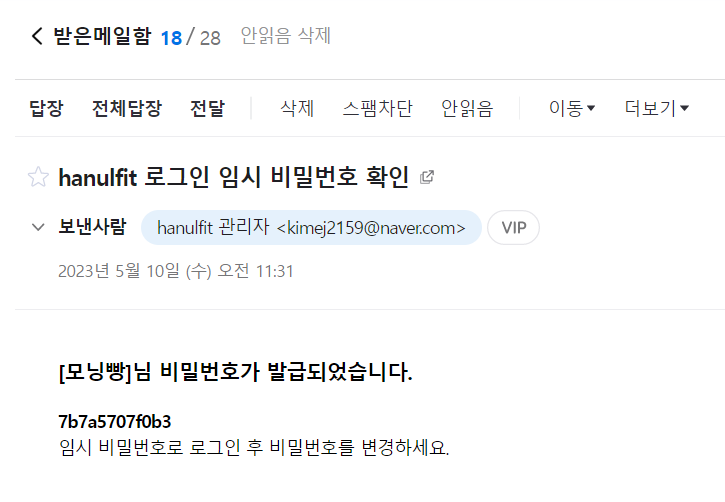 받은메일함 18 / 28 안읽음 삭제
답장 전체답장 전달 삭제 스팸차단 안읽음 이동 더보기
hanulfit 로그인 임시 비밀번호 확인
보낸사람 hanulfit 관리자 <kimej2159@naver.com> VIP
2023년 5월 10일 (수) 오전 11:31
[모닝빵]님 비밀번호가 발급되었습니다.
7b7a5707f0b3
임시 비밀번호로 로그인 후 비밀번호를 변경하세요.